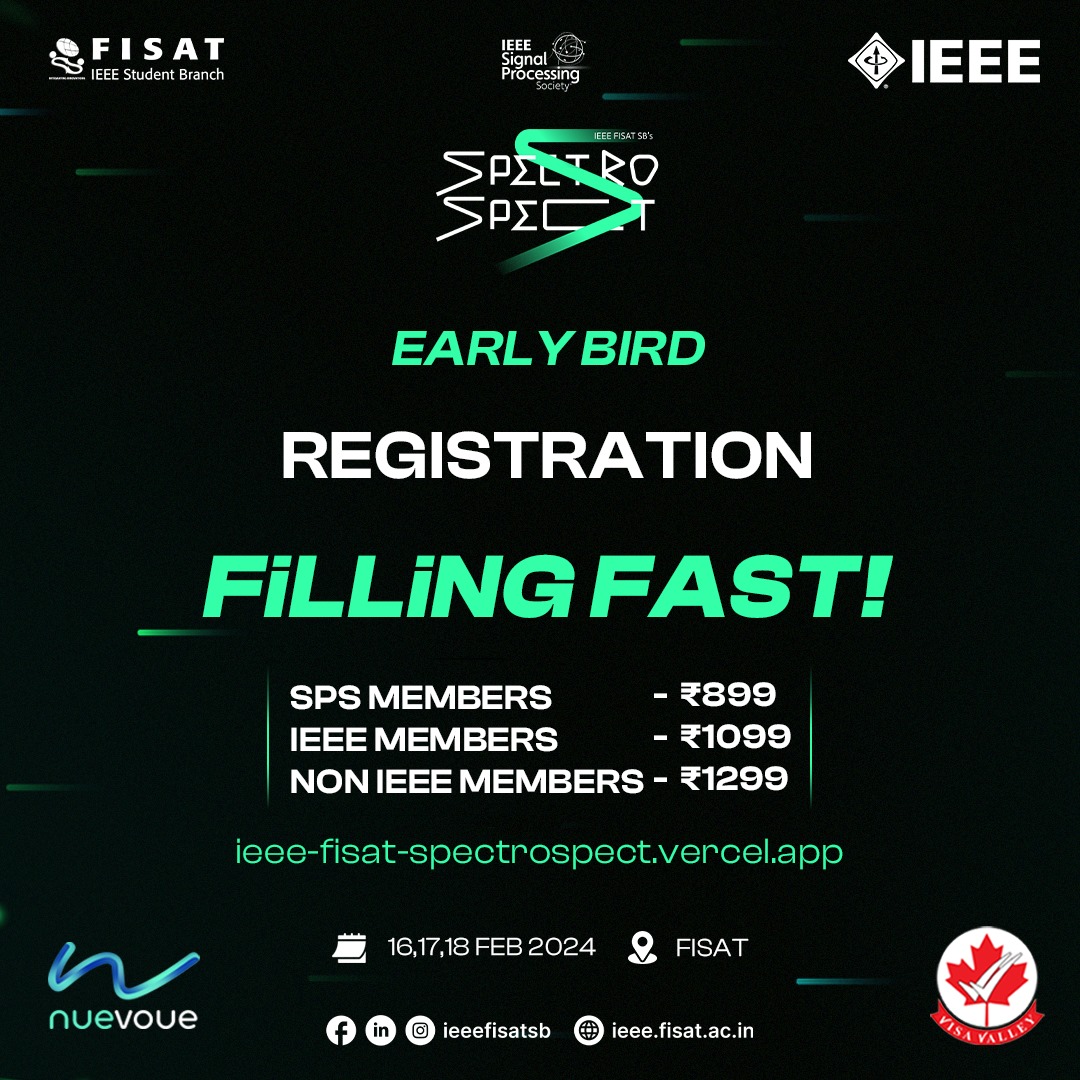 FISAT
IEEE Student Branch
IEEE
Signal
Processing
Society
IEEE
IEEE FISAT SB's
SPECTRO
SPECT
EARLY BIRD
REGISTRATION
FiLLiNG FAST!
SPS MEMBERS - ₹899
IEEE MEMBERS - ₹1099
NON IEEE MEMBERS - ₹1299
ieee-fisat-spectrospect.vercel.app
16,17,18 FEB 2024 FISAT
nuevoue
VISA VALLEY
ieeefisatsb ieee.fisat.ac.in